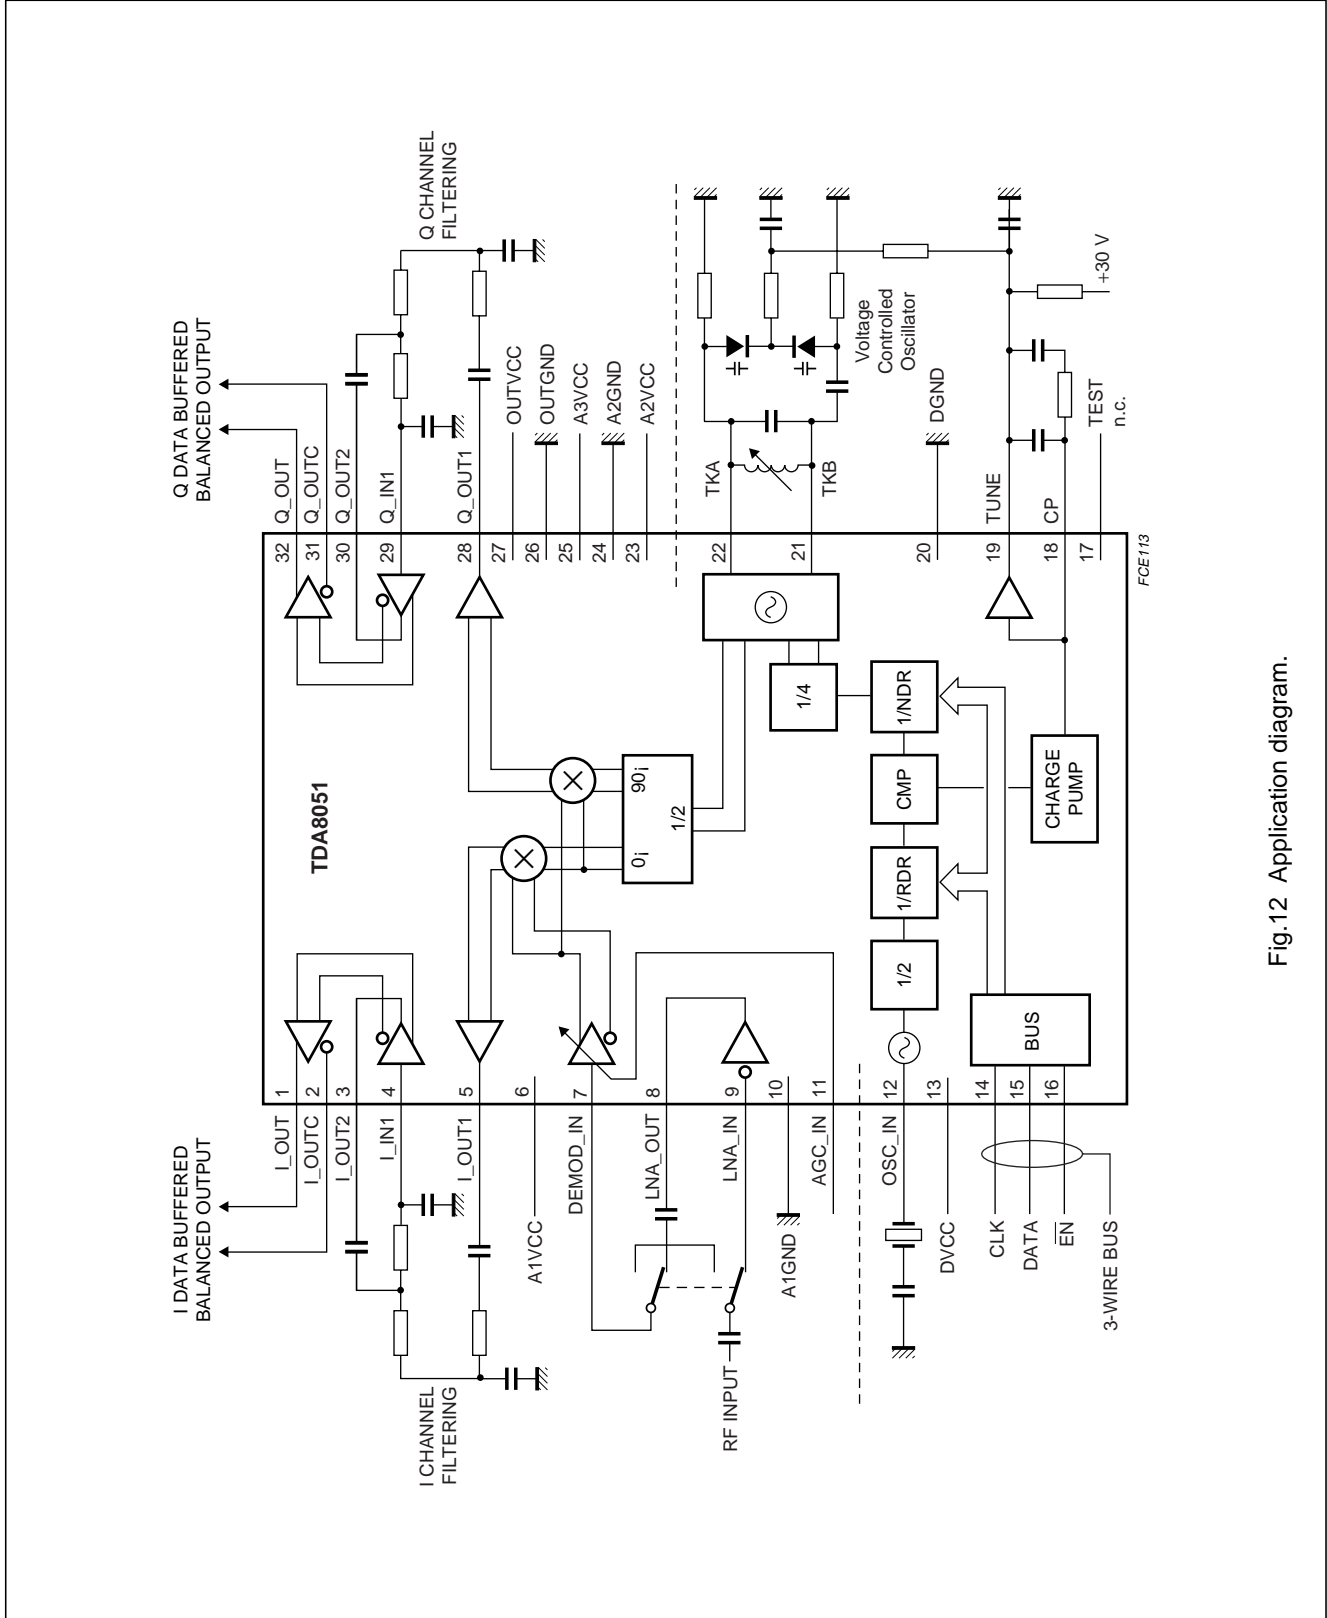 I DATA BUFFERED
BALANCED OUTPUT
Q DATA BUFFERED
BALANCED OUTPUT
I CHANNEL
FILTERING
Q CHANNEL
FILTERING
TDA8051
I_OUT 1
I_OUTC 2
I_OUT2 3
I_IN1 4
I_OUT1 5
A1VCC 6
DEMOD_IN 7
LNA_OUT 8
LNA_IN 9
A1GND 10
AGC_IN 11
OSC_IN 12
DVCC 13
CLK 14
DATA 15
EN 16
3-WIRE BUS
RF INPUT
32 Q_OUT
31 Q_OUTC
30 Q_OUT2
29 Q_IN1
28 Q_OUT1
27 OUTVCC
26 OUTGND
25 A3VCC
24 A2GND
23 A2VCC
22 TKA
21 TKB
20 DGND
19 TUNE
18 CP
17 TEST
n.c.
0¡
90¡
1/2
1/4
1/2
1/RDR
CMP
1/NDR
BUS
CHARGE
PUMP
Voltage
Controlled
Oscillator
+30 V
FCE113
Fig.12 Application diagram.